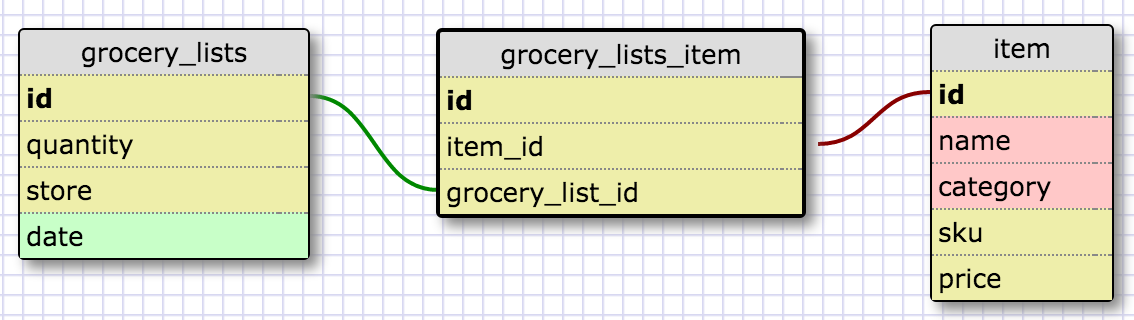 grocery_lists
id
quantity
store
date
grocery_lists_item
id
item_id
grocery_list_id
item
id
name
category
sku
price